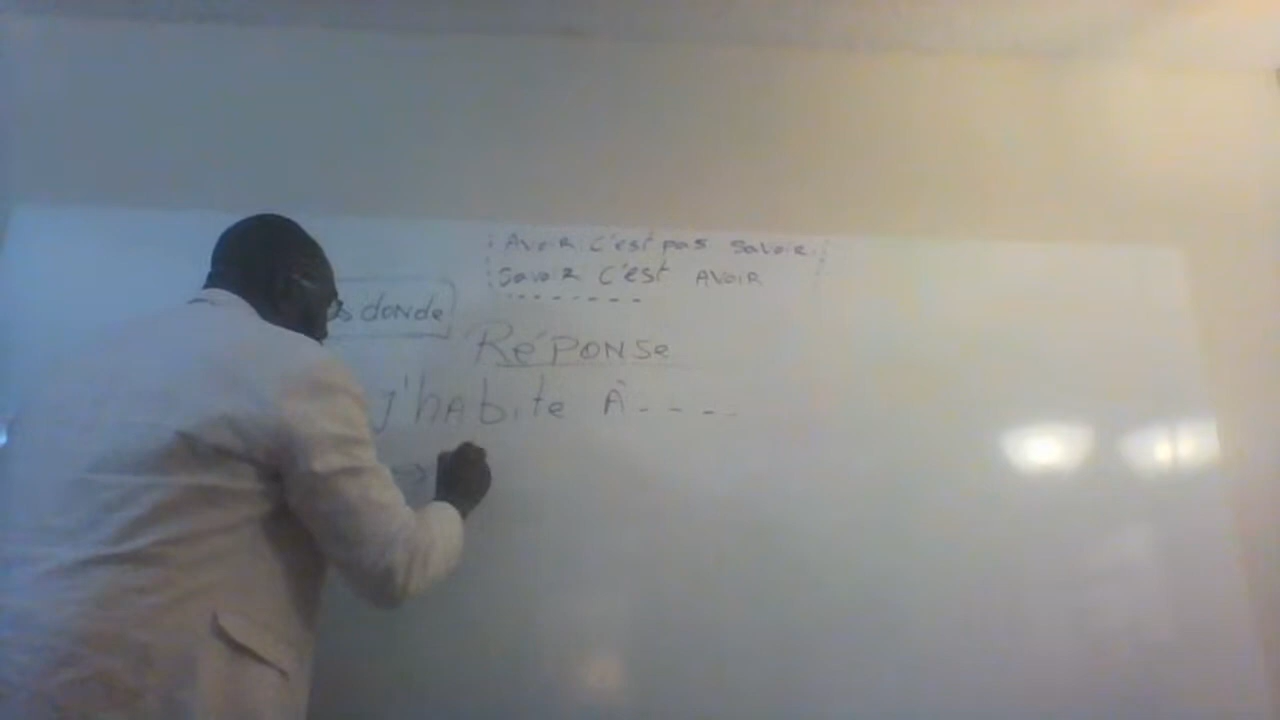 Avoir c'est pas savoir.
Savoir c'est Avoir
donde
Réponse
J'habite À - - - -